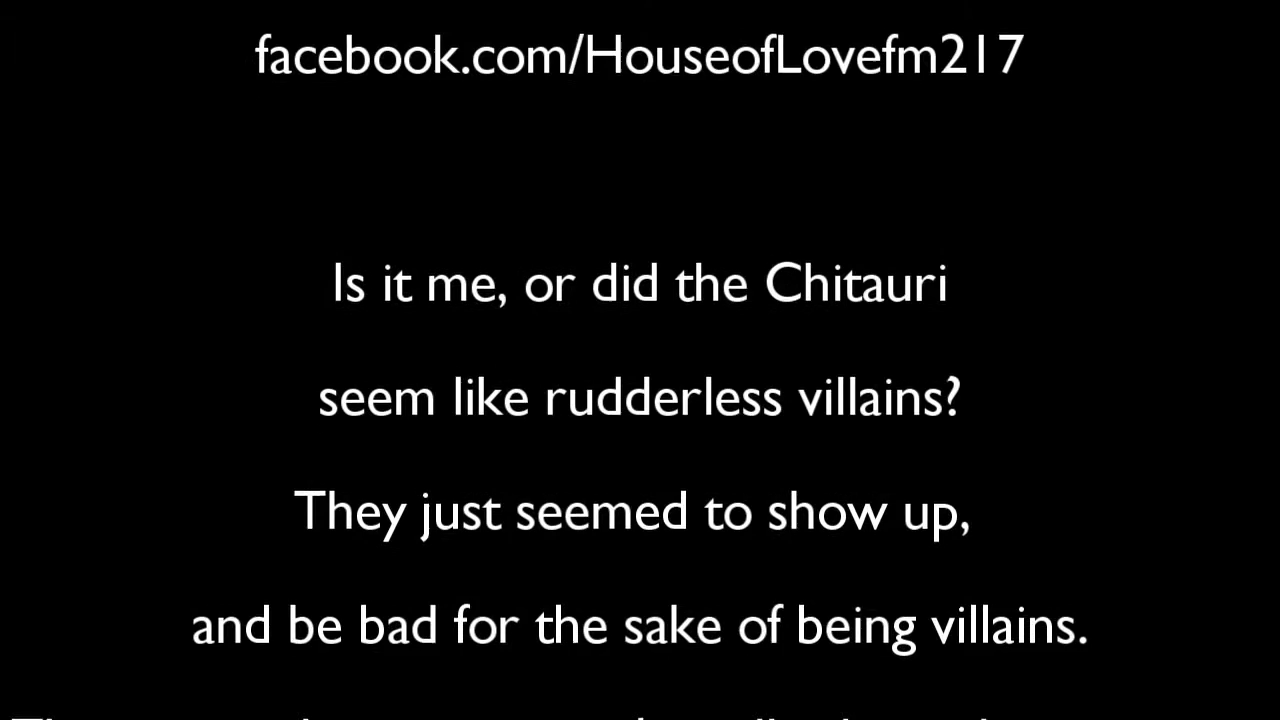 facebook.com/HouseofLovefm217
Is it me, or did the Chitauri
seem like rudderless villains?
They just seemed to show up,
and be bad for the sake of being villains.